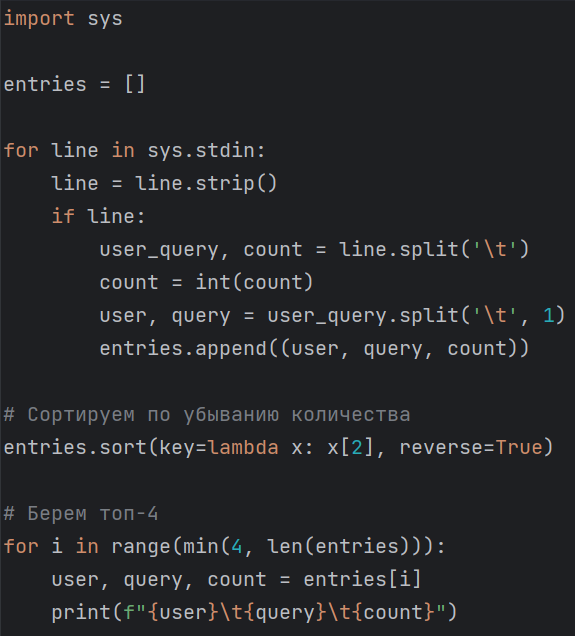 import sys

entries = []

for line in sys.stdin:
    line = line.strip()
    if line:
        user_query, count = line.split('\t')
        count = int(count)
        user, query = user_query.split('\t', 1)
        entries.append((user, query, count))

# Сортируем по убыванию количества
entries.sort(key=lambda x: x[2], reverse=True)

# Берем топ-4
for i in range(min(4, len(entries))):
    user, query, count = entries[i]
    print(f"{user}\t{query}\t{count}")